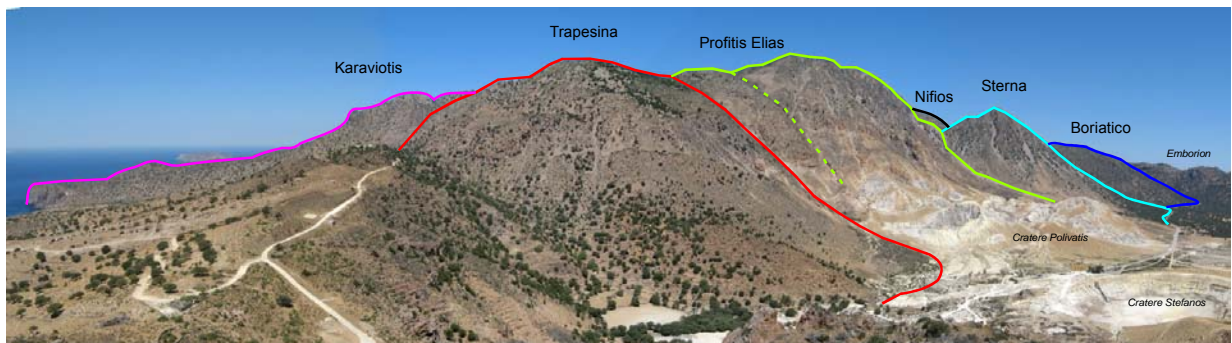 Karaviotis
Trapesina
Profitis Elias
Nifios
Sterna
Boriatico
Emborion
Cratere Polivatis
Cratere Stefanos